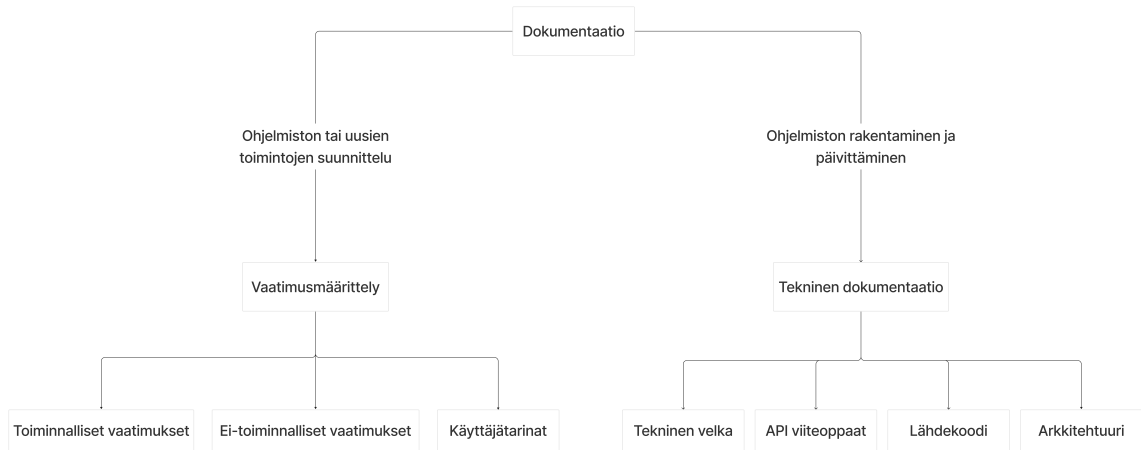 Dokumentaatio
Ohjelmiston tai uusien
toimintojen suunnittelu
Ohjelmiston rakentaminen ja
päivittäminen
Vaatimusmäärittely
Tekninen dokumentaatio
Toiminnalliset vaatimukset
Ei-toiminnalliset vaatimukset
Käyttäjätarinat
Tekninen velka
API viiteoppaat
Lähdekoodi
Arkkitehtuuri